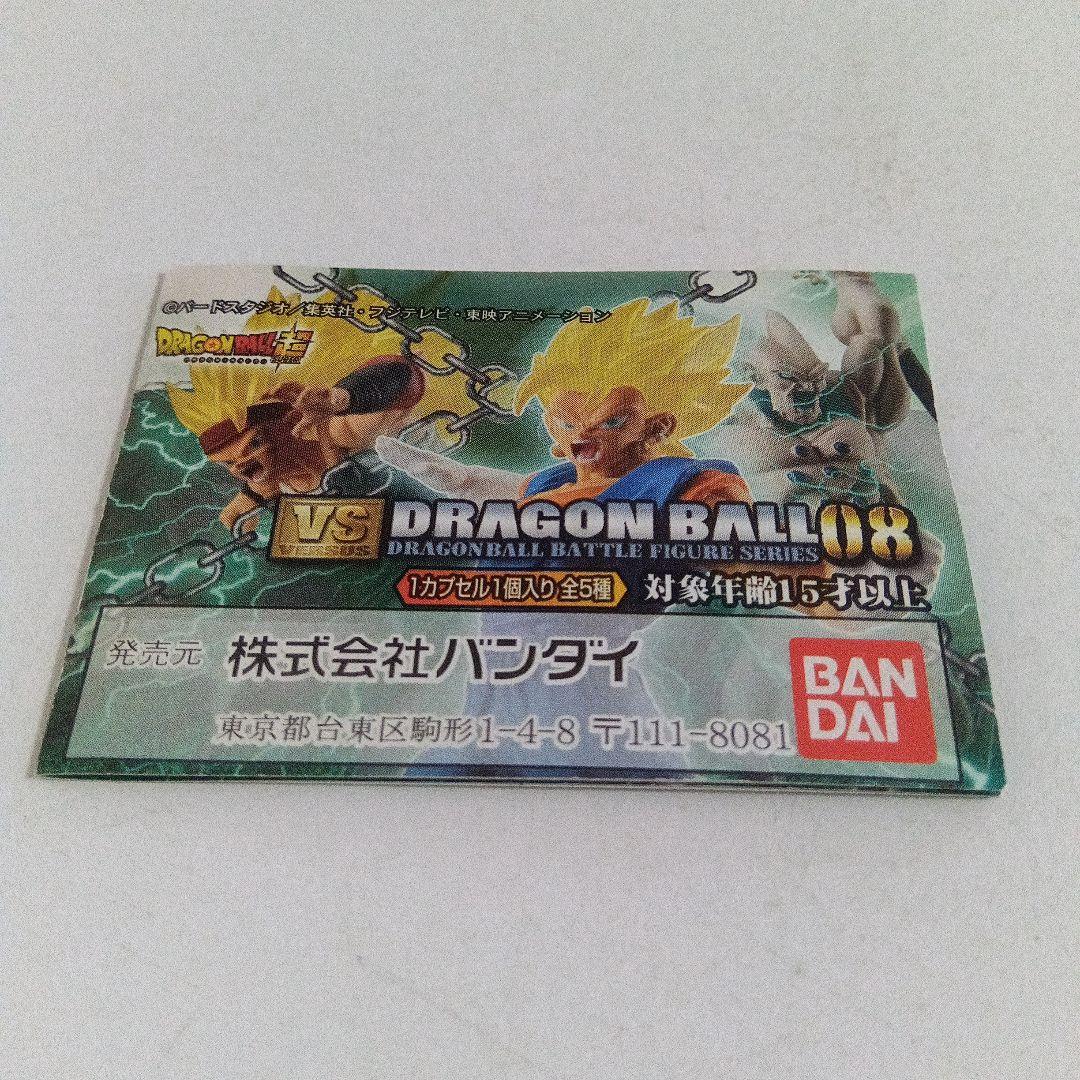 ©バードスタジオ/集英社・フジテレビ・東映アニメーション
DRAGON BALL超
VS DRAGON BALL 08
VERSUS DRAGONBALL BATTLE FIGURE SERIES
1カプセル1個入り 全5種 対象年齢15才以上
発売元 株式会社バンダイ
東京都台東区駒形1-4-8 〒111-8081
BAN
DAI